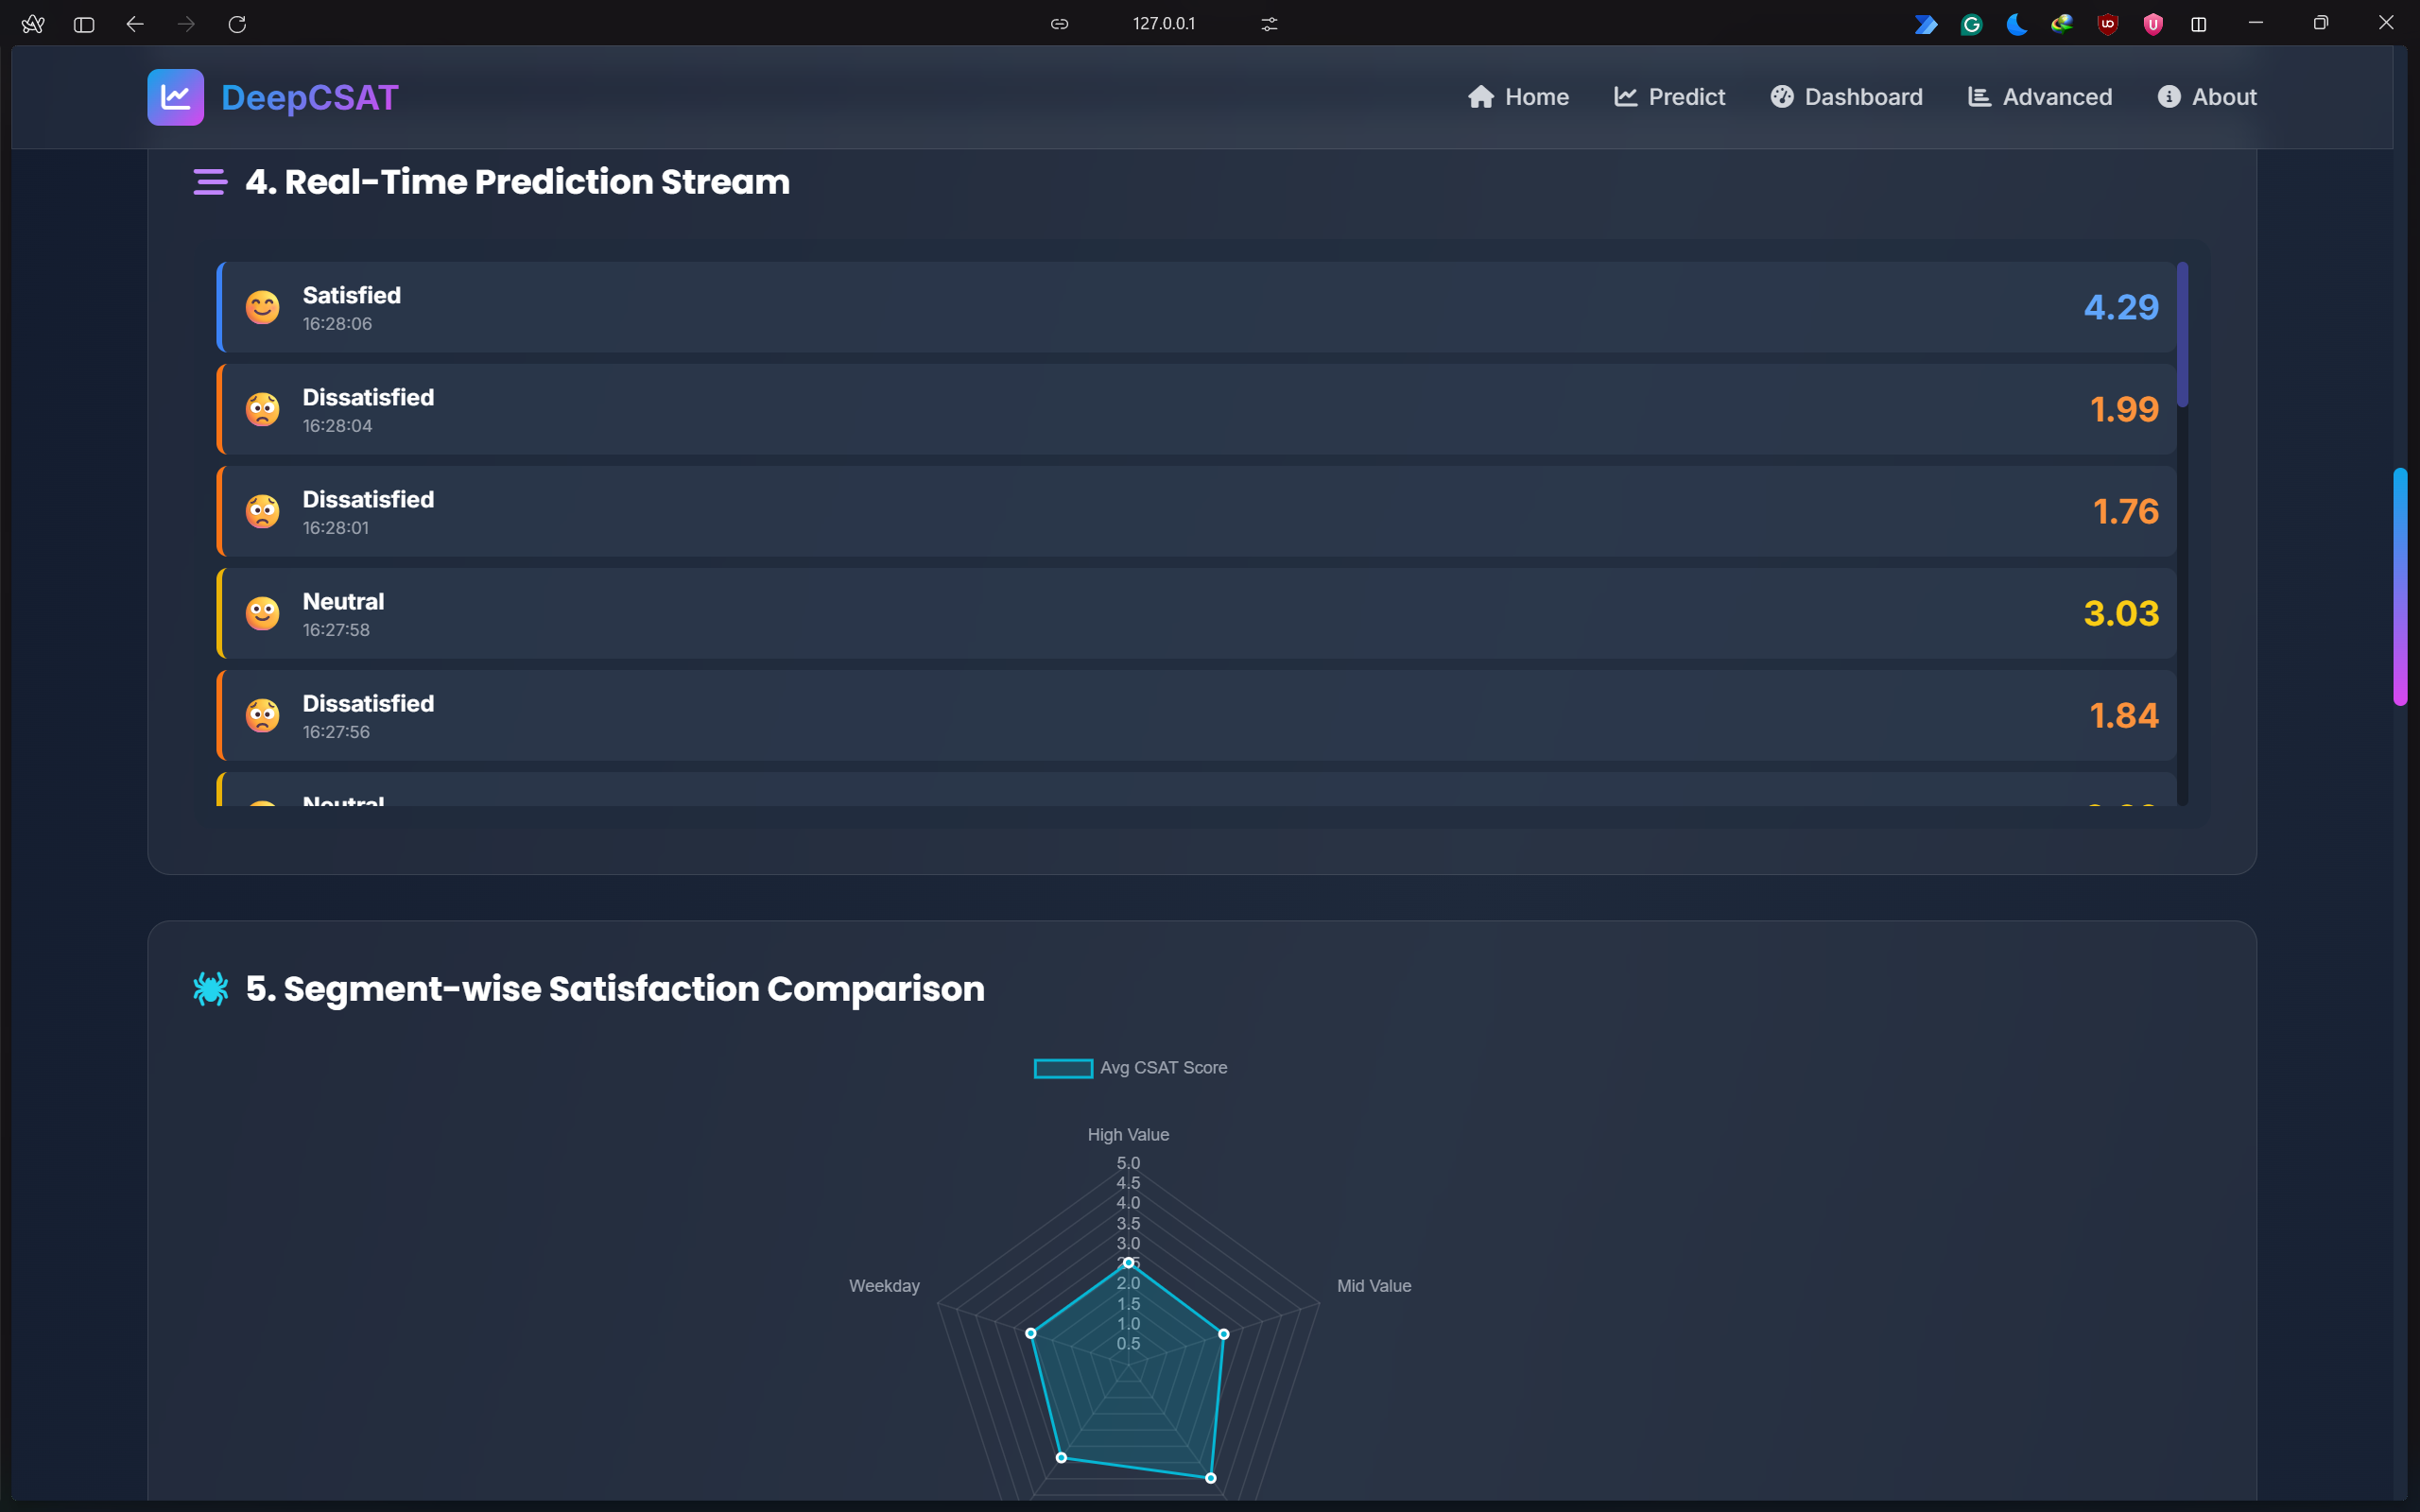 127.0.0.1
DeepCSAT
Home
Predict
Dashboard
Advanced
About
4. Real-Time Prediction Stream
Satisfied
16:28:06
4.29
Dissatisfied
16:28:04
1.99
Dissatisfied
16:28:01
1.76
Neutral
16:27:58
3.03
Dissatisfied
16:27:56
1.84
Neutral
5. Segment-wise Satisfaction Comparison
Avg CSAT Score
High Value
5.0
4.5
4.0
3.5
3.0
2.5
Weekday
Mid Value
2.0
1.5
1.0
0.5